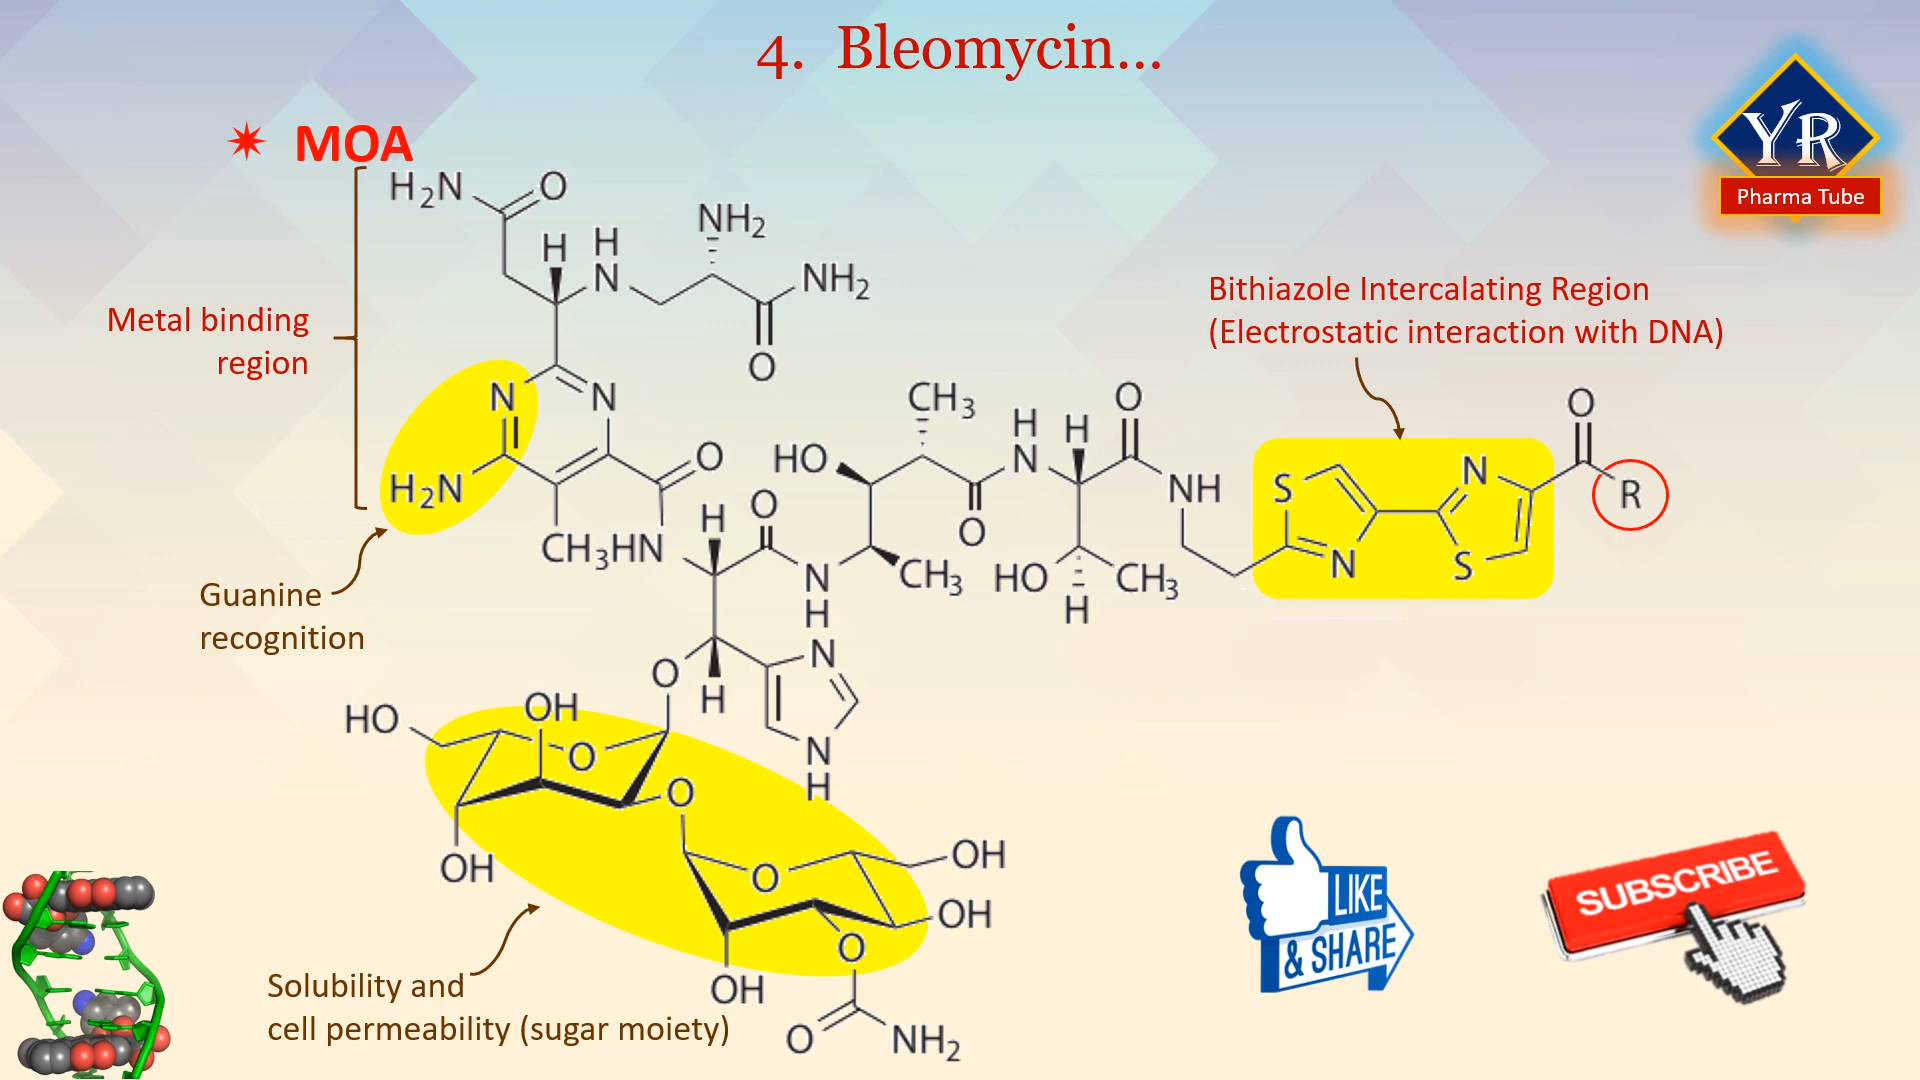 4. Bleomycin...
YR
Pharma Tube
MOA
H₂N
O
H
H
N
NH₂
NH₂
O
Metal binding
region
Bithiazole Intercalating Region
(Electrostatic interaction with DNA)
N
N
H₂N
O
CH₃
HO
H
N
H
O
O
NH
S
N
N
S
O
R
CH₃HN
H
O
N
H
CH₃
O
HO
CH₃
H
Guanine
recognition
O
H
N
N
H
HO
OH
O
O
OH
O
OH
OH
O
OH
O
NH₂
Solubility and
cell permeability (sugar moiety)
LIKE
& SHARE
SUBSCRIBE